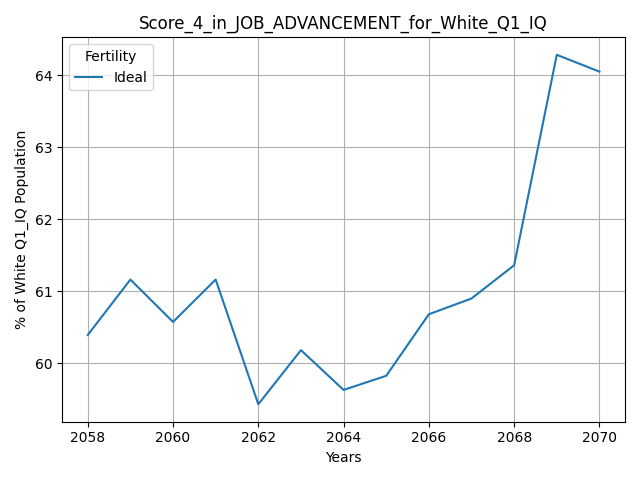 Score_4_in_JOB_ADVANCEMENT_for_White_Q1_IQ
Fertility
Ideal
% of White Q1_IQ Population
64
63
62
61
60
2058 2060 2062 2064 2066 2068 2070
Years